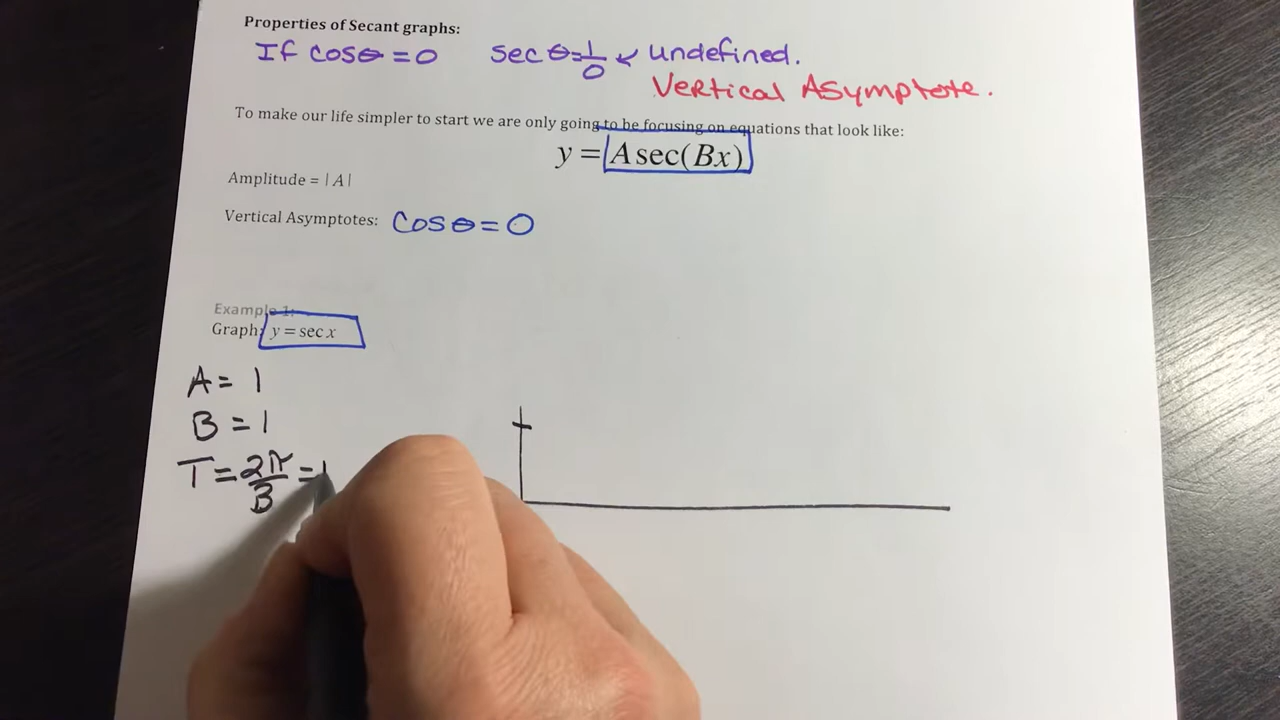 Properties of Secant graphs:
If cosθ = 0 sec θ = 1/0 ↙ undefined.
Vertical Asymptote.
To make our life simpler to start we are only going to be focusing on equations that look like:
y = A sec(Bx)
Amplitude = |A|
Vertical Asymptotes: Cosθ = 0
Example 1:
Graph: y = sec x
A = 1
B = 1
T = 2π/B =